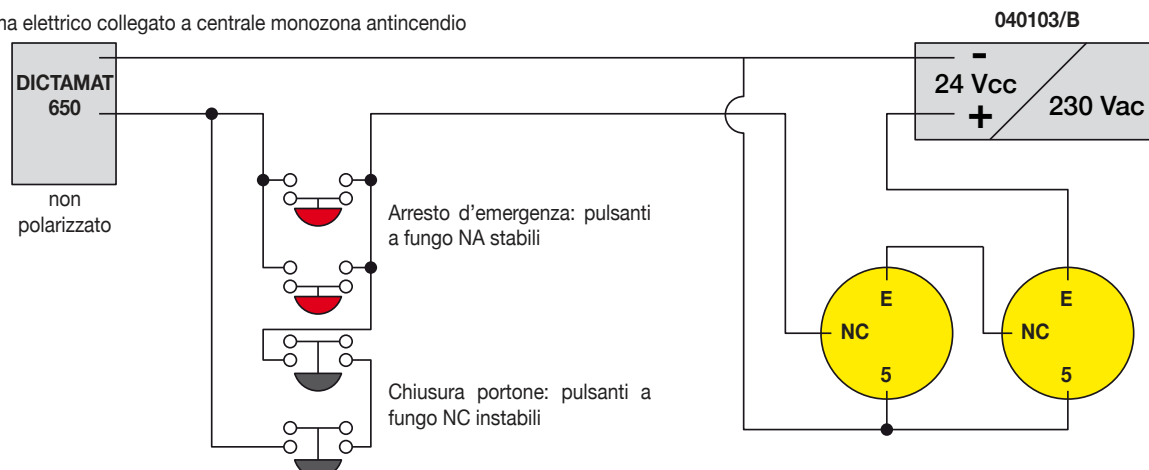 elettrico collegato a centrale monozona antincendio
040103/B
DICTAMAT
650
non
polarizzato
-
24 Vcc
+
230 Vac
Arresto d'emergenza: pulsanti
a fungo NA stabili
E
NC
5
E
NC
5
Chiusura portone: pulsanti a
fungo NC instabili